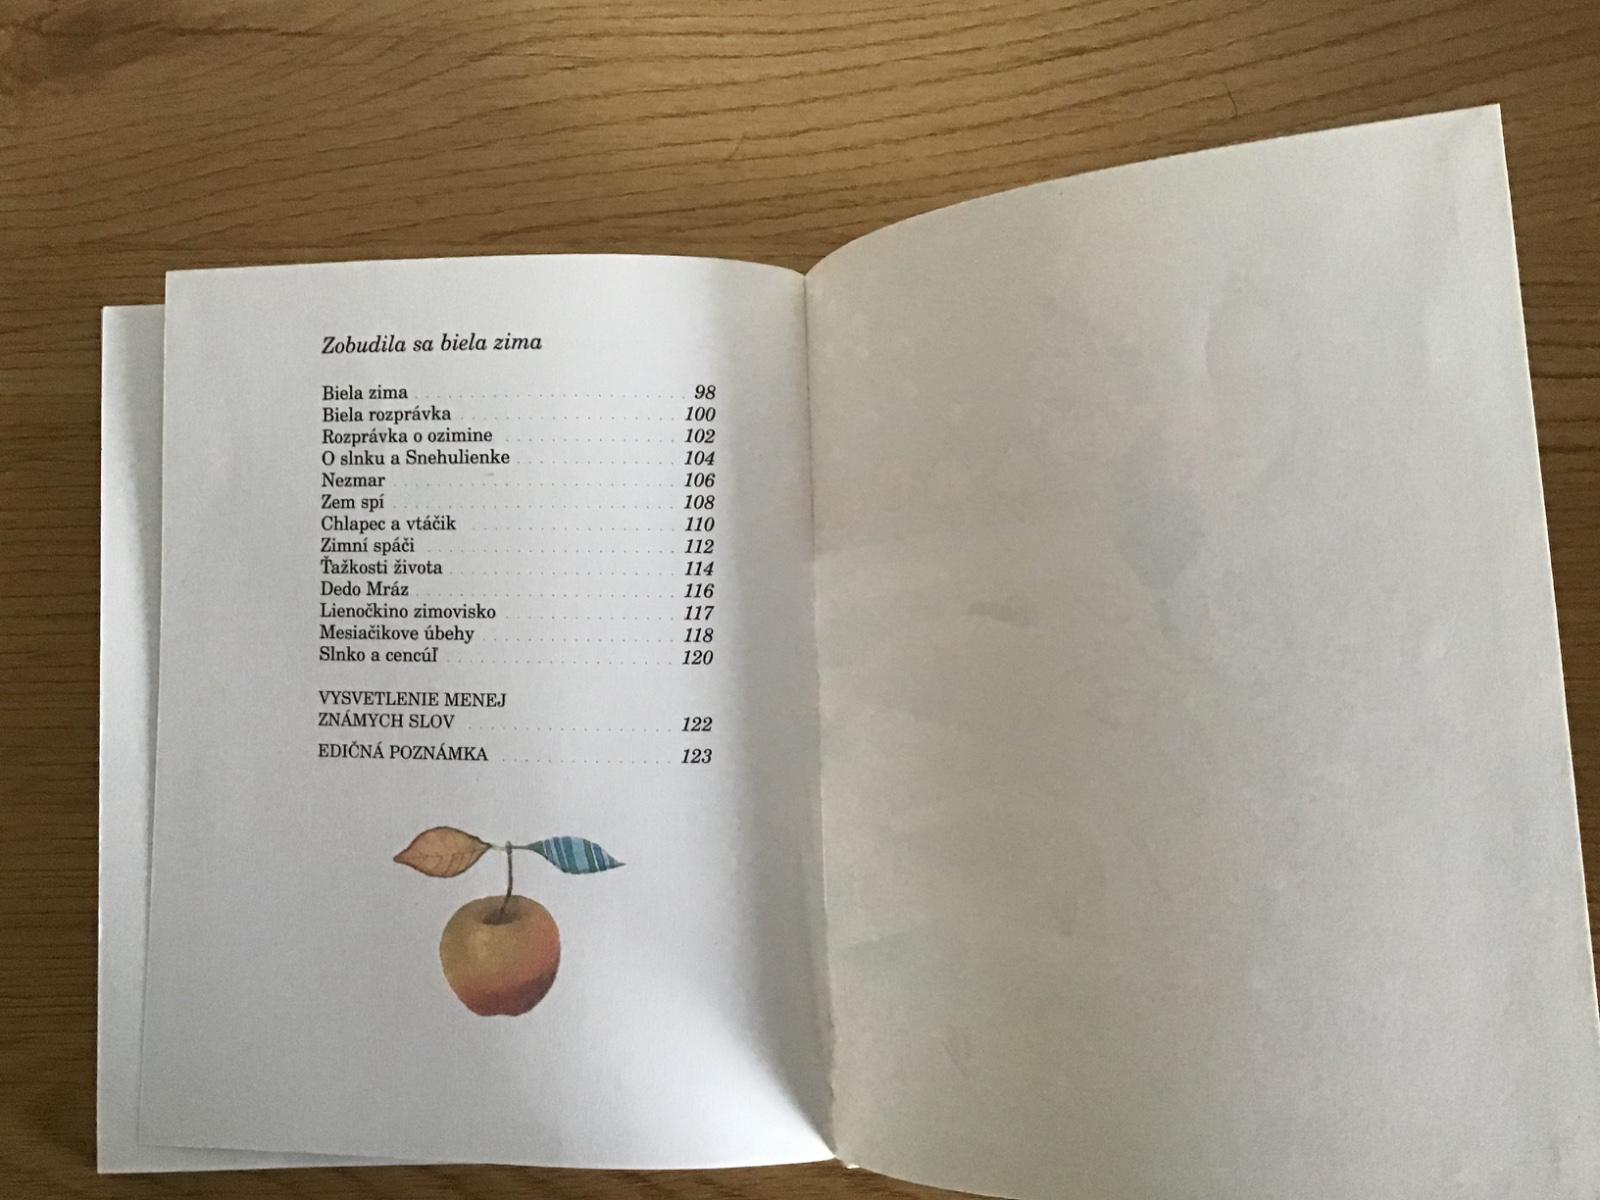 Zobudila sa biela zima
Biela zima 98
Biela rozprávka 100
Rozprávka o ozimine 102
O slnku a Snehulienke 104
Nezmar 106
Zem spí 108
Chlapec a vtáčik 110
Zimní spáči 112
Ťažkosti života 114
Dedo Mráz 116
Lienočkino zimovisko 117
Mesiačikove úbehy 118
Slnko a cencúľ 120
VYSVETLENIE MENEJ
ZNÁMYCH SLOV 122
EDIČNÁ POZNÁMKA 123